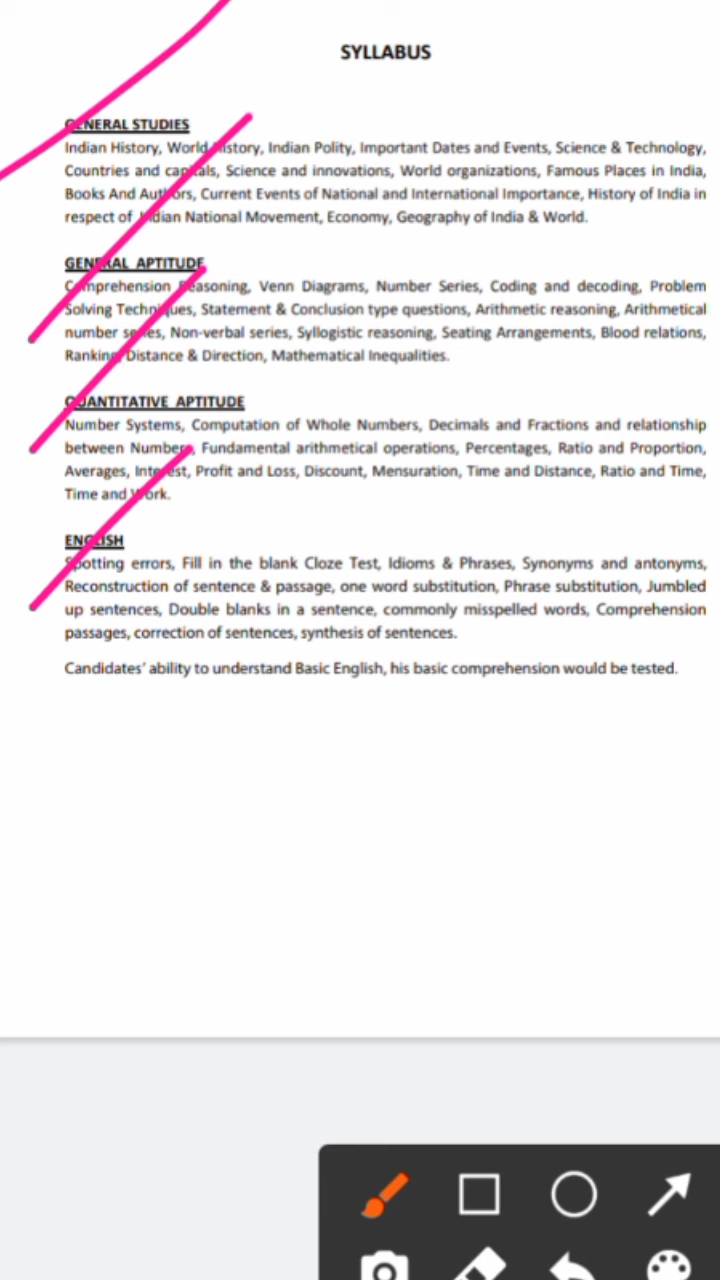 SYLLABUS
GENERAL STUDIES
Indian History, World History, Indian Polity, Important Dates and Events, Science & Technology,
Countries and capitals, Science and innovations, World organizations, Famous Places in India,
Books And Authors, Current Events of National and International Importance, History of India in
respect of Indian National Movement, Economy, Geography of India & World.
GENERAL APTITUDE
Comprehension Reasoning, Venn Diagrams, Number Series, Coding and decoding, Problem
Solving Techniques, Statement & Conclusion type questions, Arithmetic reasoning, Arithmetical
number series, Non-verbal series, Syllogistic reasoning, Seating Arrangements, Blood relations,
Ranking, Distance & Direction, Mathematical Inequalities.
QUANTITATIVE APTITUDE
Number Systems, Computation of Whole Numbers, Decimals and Fractions and relationship
between Numbers, Fundamental arithmetical operations, Percentages, Ratio and Proportion,
Averages, Interest, Profit and Loss, Discount, Mensuration, Time and Distance, Ratio and Time,
Time and Work.
ENGLISH
Spotting errors, Fill in the blank Cloze Test, Idioms & Phrases, Synonyms and antonyms,
Reconstruction of sentence & passage, one word substitution, Phrase substitution, Jumbled
up sentences, Double blanks in a sentence, commonly misspelled words, Comprehension
passages, correction of sentences, synthesis of sentences.
Candidates' ability to understand Basic English, his basic comprehension would be tested.